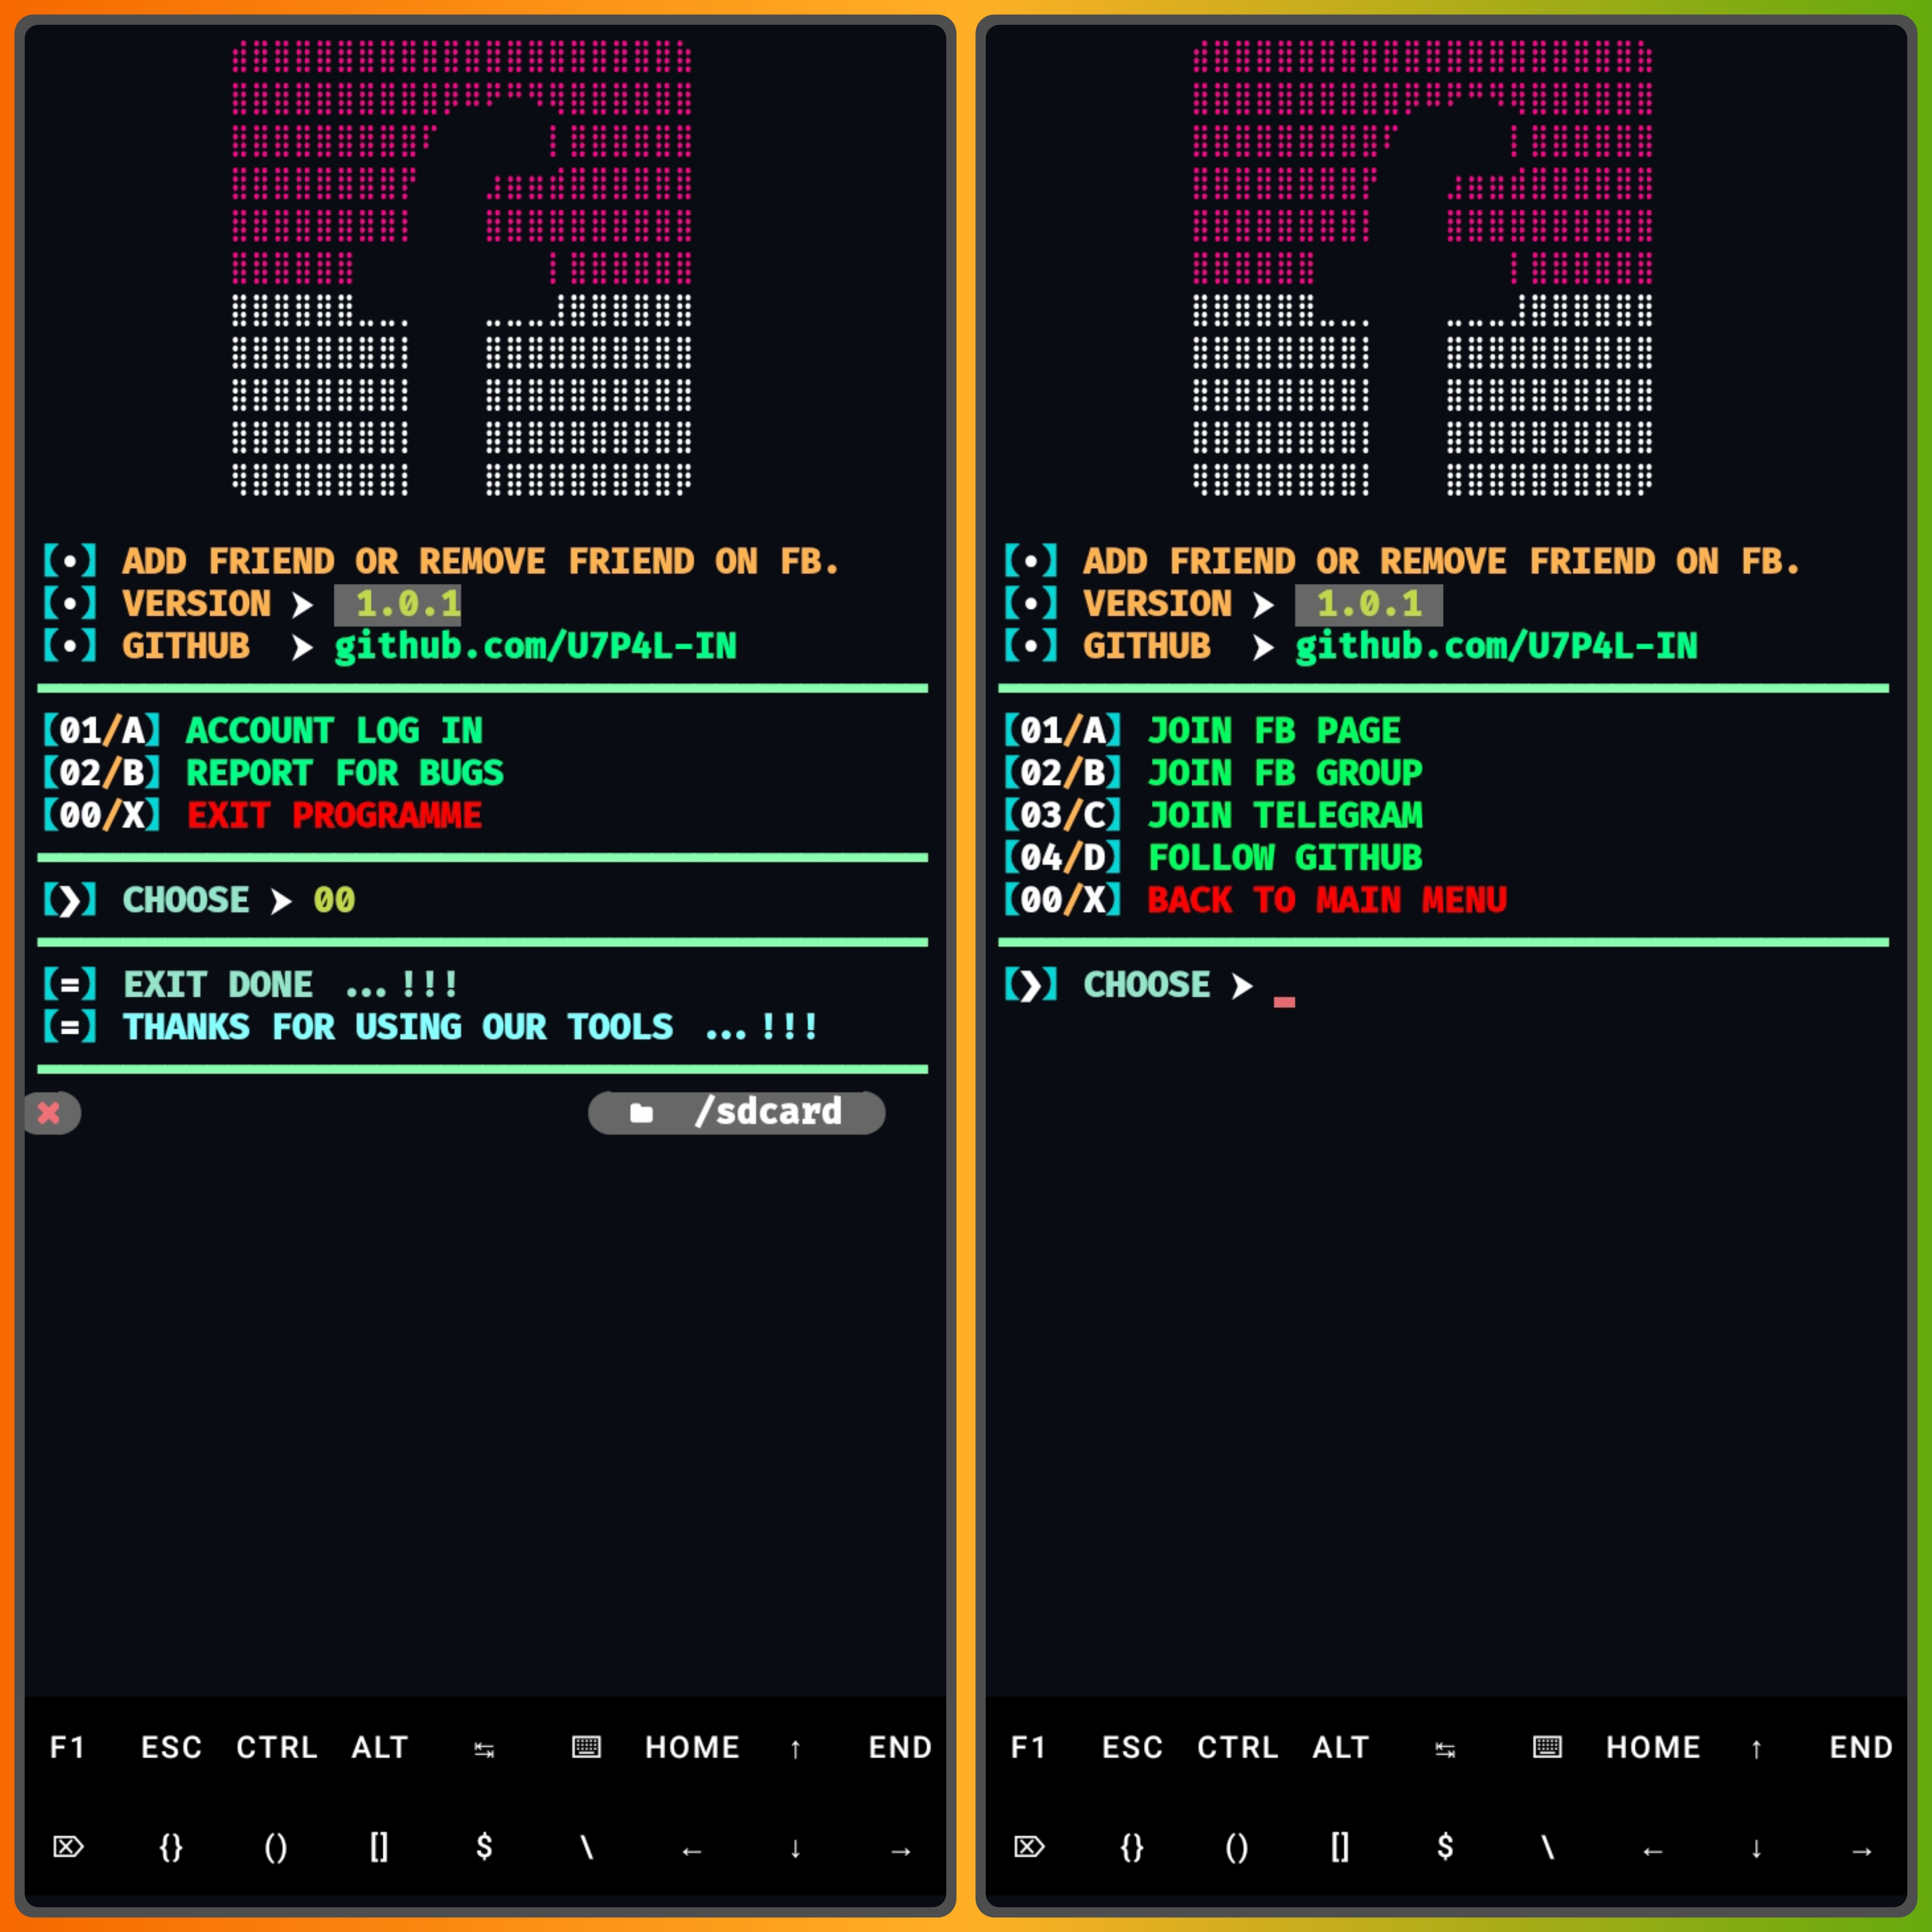 【•】 ADD FRIEND OR REMOVE FRIEND ON FB.
【•】 VERSION ➤ 1.0.1
【•】 GITHUB ➤ github.com/U7P4L-IN
【01/A】 ACCOUNT LOG IN
【02/B】 REPORT FOR BUGS
【00/X】 EXIT PROGRAMME
【❯】 CHOOSE ➤ 00
【=】 EXIT DONE ...!!!
【=】 THANKS FOR USING OUR TOOLS ...!!!
✖ /sdcard
F1 ESC CTRL ALT ↹ ⌨ HOME ↑ END
⌦ {} () [] $ \ ← ↓ →
【•】 ADD FRIEND OR REMOVE FRIEND ON FB.
【•】 VERSION ➤ 1.0.1
【•】 GITHUB ➤ github.com/U7P4L-IN
【01/A】 JOIN FB PAGE
【02/B】 JOIN FB GROUP
【03/C】 JOIN TELEGRAM
【04/D】 FOLLOW GITHUB
【00/X】 BACK TO MAIN MENU
【❯】 CHOOSE ➤ _
F1 ESC CTRL ALT ↹ ⌨ HOME ↑ END
⌦ {} () [] $ \ ← ↓ →